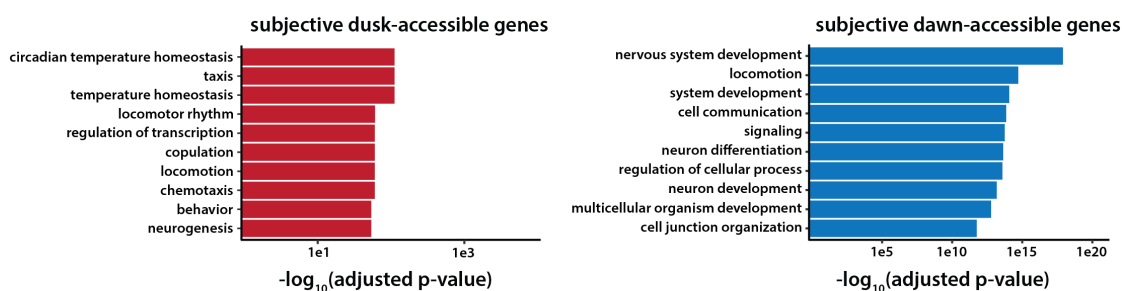 subjective dusk-accessible genes
circadian temperature homeostasis
taxis
temperature homeostasis
locomotor rhythm
regulation of transcription
copulation
locomotion
chemotaxis
behavior
neurogenesis
1e1 1e3
-log10(adjusted p-value)
subjective dawn-accessible genes
nervous system development
locomotion
system development
cell communication
signaling
neuron differentiation
regulation of cellular process
neuron development
multicellular organism development
cell junction organization
1e5 1e10 1e15 1e20
-log10(adjusted p-value)